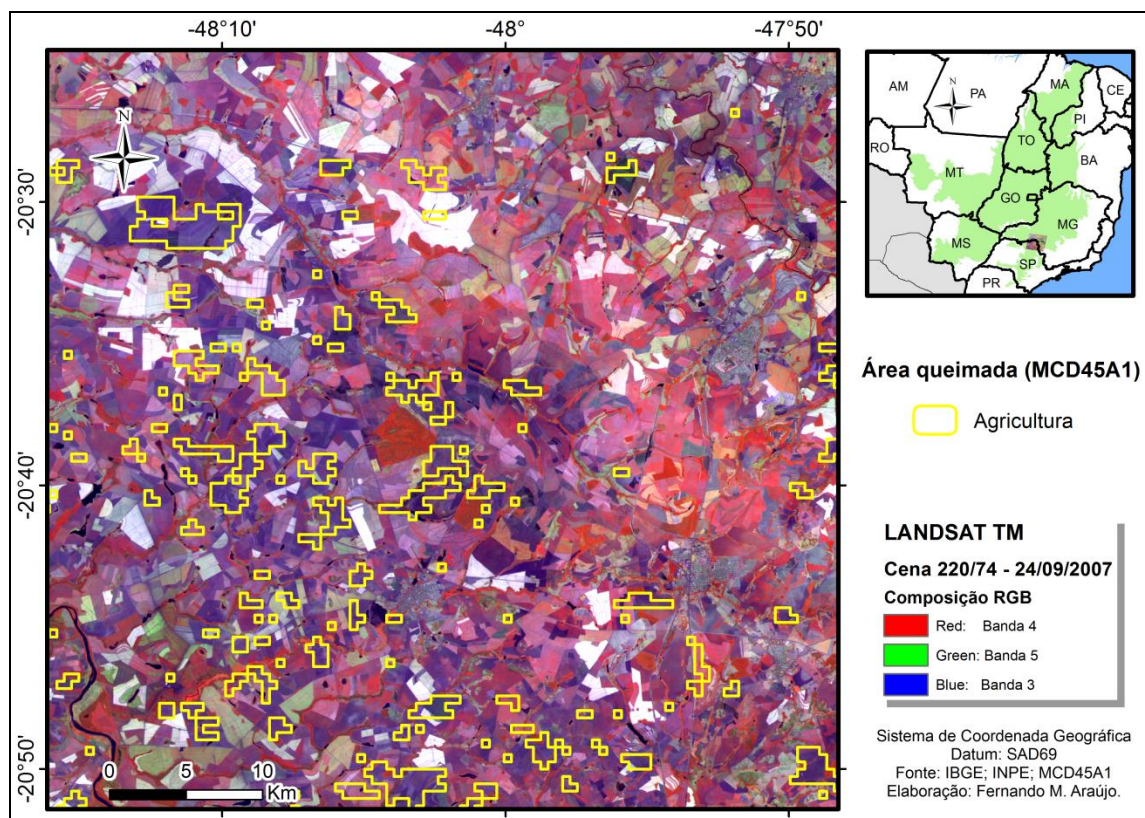 -48°10'
-48°
-47°50'
-20°30'
-20°40'
-20°50'
N
0 5 10
Km
N
AM
PA
MA
CE
PI
TO
RO
BA
MT
GO
MG
MS
SP
PR
Área queimada (MCD45A1)
Agricultura
LANDSAT TM
Cena 220/74 - 24/09/2007
Composição RGB
Red: Banda 4
Green: Banda 5
Blue: Banda 3
Sistema de Coordenada Geográfica
Datum: SAD69
Fonte: IBGE; INPE; MCD45A1
Elaboração: Fernando M. Araújo.